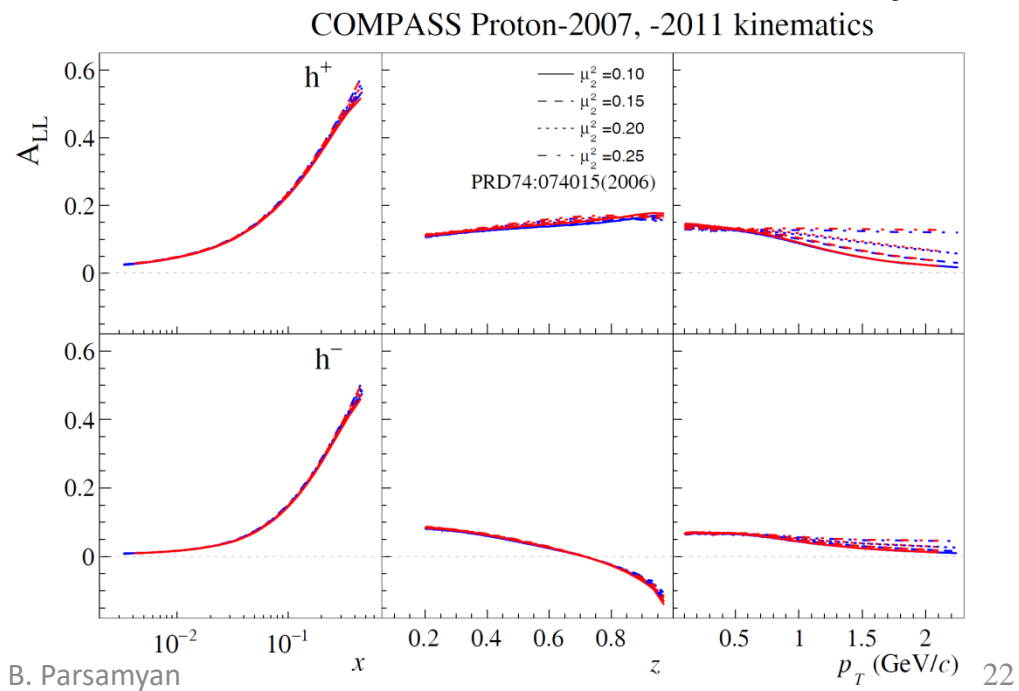 COMPASS Proton-2007, -2011 kinematics
A_LL
h⁺
0.6
0.4
0.2
0
μ₂² =0.10
μ₂² =0.15
μ₂² =0.20
μ₂² =0.25
PRD74:074015(2006)
h⁻
0.6
0.4
0.2
0
10⁻² 10⁻¹ 0.2 0.4 0.6 0.8 0.5 1 1.5 2
x z p_T (GeV/c)
B. Parsamyan 22